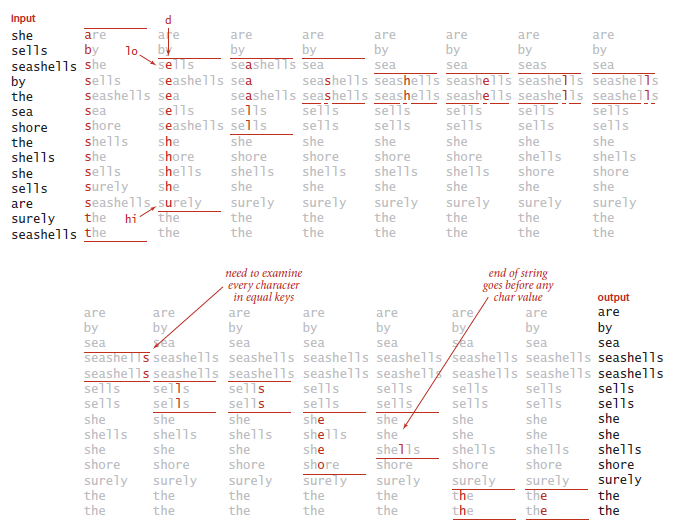 input d
she are are are are are are are are
sells by lo by by by by by by by
seashells she sells seashells sea sea sea seas sea
by sells seashells sea seashells seashells seashells seashells seashells
the seashells sea seashells seashells seashells seashells seashells seashells
sea sea sells sells sells sells sells sells sells
shore shore seashells sells sells sells sells sells sells
the shells she she she she she she she
shells she shore shore shore shore shore shells shells
she sells shells shells shells shells shells shore shore
sells surely she she she she she she she
are seashells surely surely surely surely surely surely surely
surely the hi the the the the the the the
seashells the the the the the the the the
need to examine
every character
in equal keys
end of string
goes before any
char value
output
are are are are are are are are
by by by by by by by by
sea sea sea sea sea sea sea sea
seashells seashells seashells seashells seashells seashells seashells seashells
seashells seashells seashells seashells seashells seashells seashells seashells
sells sells sells sells sells sells sells sells
sells sells sells sells sells sells sells sells
she she she she she she she she
shells shells shells shells she she she she
she she she she shells shells shells shells
shore shore shore shore shore shore shore shore
surely surely surely surely surely surely surely surely
the the the the the the the the
the the the the the the the the